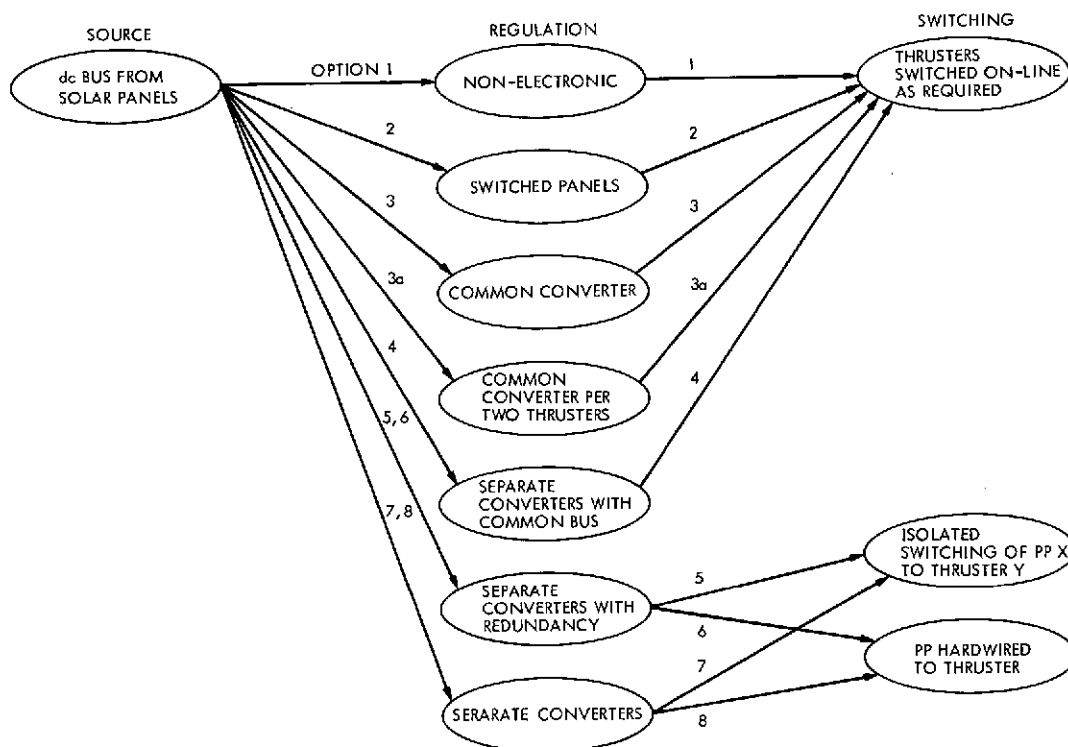 SOURCE
REGULATION
SWITCHING
dc BUS FROM
SOLAR PANELS
OPTION 1
NON-ELECTRONIC
1
THRUSTERS
SWITCHED ON-LINE
AS REQUIRED
2
SWITCHED PANELS
2
3
COMMON CONVERTER
3
3a
COMMON
CONVERTER PER
TWO THRUSTERS
3a
4
SEPARATE
CONVERTERS WITH
COMMON BUS
4
5, 6
SEPARATE
CONVERTERS WITH
REDUNDANCY
5
6
ISOLATED
SWITCHING OF PP X
TO THRUSTER Y
7, 8
SERARATE CONVERTERS
7
8
PP HARDWIRED
TO THRUSTER